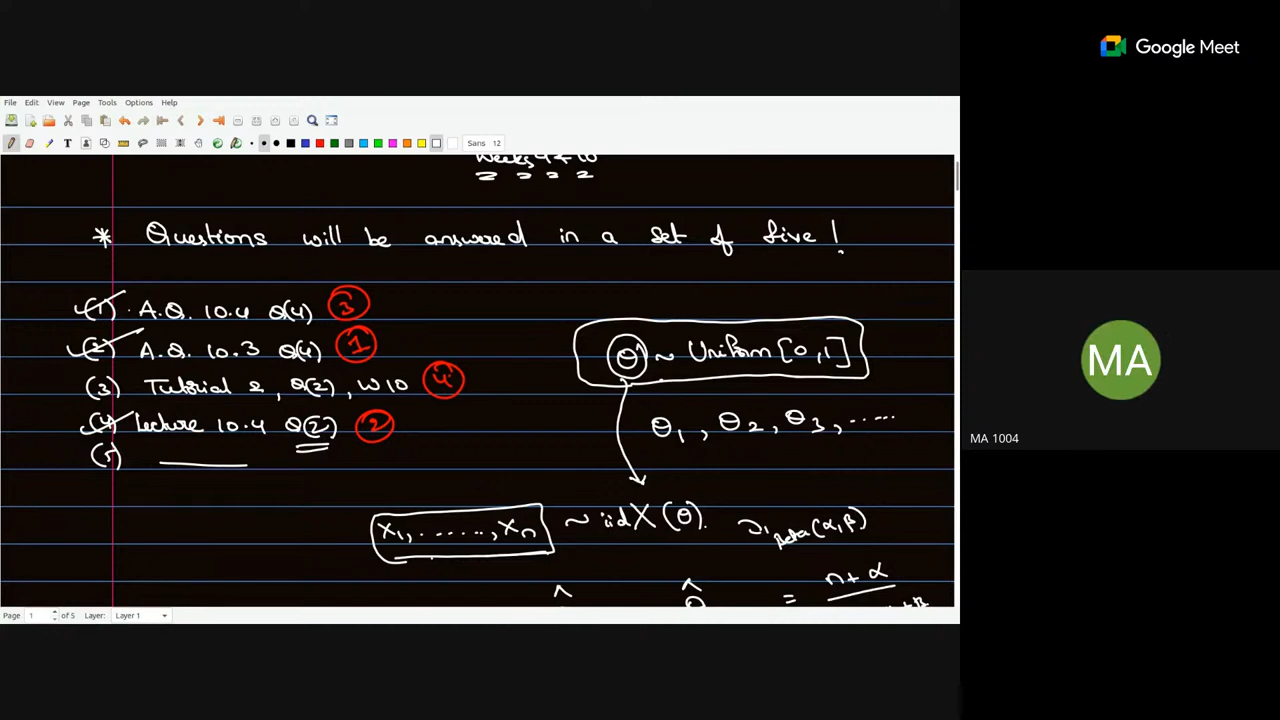 Google Meet
File Edit View Page Tools Options Help
Sans 12
Weeks 9 & 10
* Questions will be answered in a set of five!
(1) A.Q. 10.4 Q(4) 3
(2) A.Q. 10.3 Q(4) 1
(3) Tutorial 2, Q(2), W10 4
(4) Lecture 10.4 Q(2) 2
(5)
θ ~ Uniform [0,1]
θ1, θ2, θ3, .....
X1, ......, Xn ~ iid X (θ).
Beta(α,β)
^ ^
θ = n+α
MA
MA 1004
Page 1 of 5 Layer: Layer 1